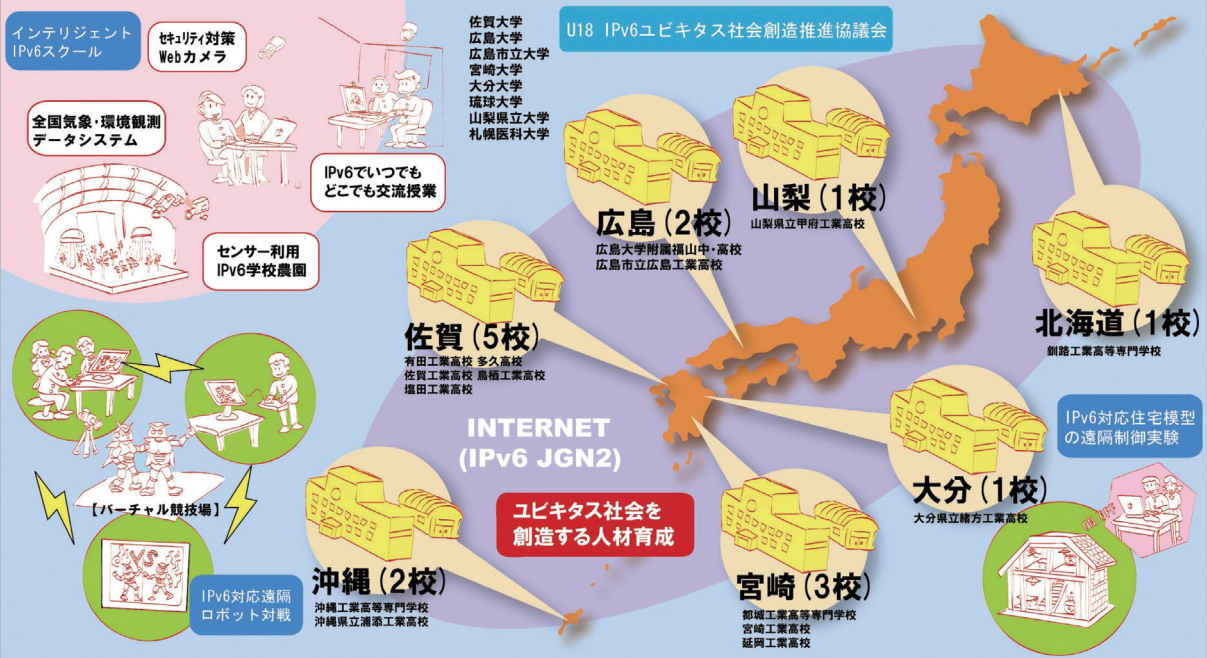 インテリジェント
IPv6スクール
セキュリティ対策
Webカメラ
全国気象・環境観測
データシステム
IPv6でいつでも
どこでも交流授業
センサー利用
IPv6学校農園
佐賀大学
広島大学
広島市立大学
宮崎大学
大分大学
琉球大学
山梨県立大学
札幌医科大学
U18 IPv6ユビキタス社会創造推進協議会
山梨(1校)
山梨県立甲府工業高校
広島(2校)
広島大学附属福山中・高校
広島市立広島工業高校
北海道(1校)
釧路工業高等専門学校
佐賀(5校)
有田工業高校 多久高校
佐賀工業高校 鳥栖工業高校
塩田工業高校
INTERNET
(IPv6 JGN2)
ユビキタス社会を
創造する人材育成
大分(1校)
大分県立緒方工業高校
IPv6対応住宅模型
の遠隔制御実験
ON OFF
沖縄(2校)
沖縄工業高等専門学校
沖縄県立浦添工業高校
宮崎(3校)
都城工業高等専門学校
宮崎工業高校
延岡工業高校
【バーチャル競技場】
VS
IPv6対応遠隔
ロボット対戦